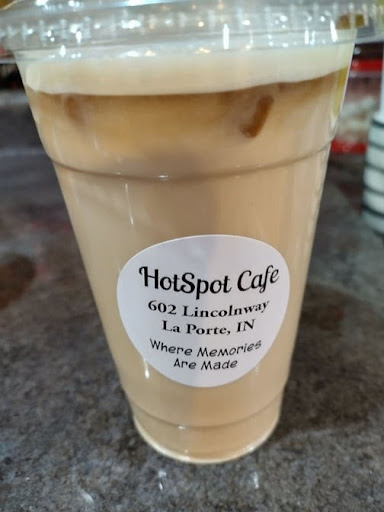 HotSpot Cafe
602 Lincolnway
La Porte, IN
Where Memories
Are Made